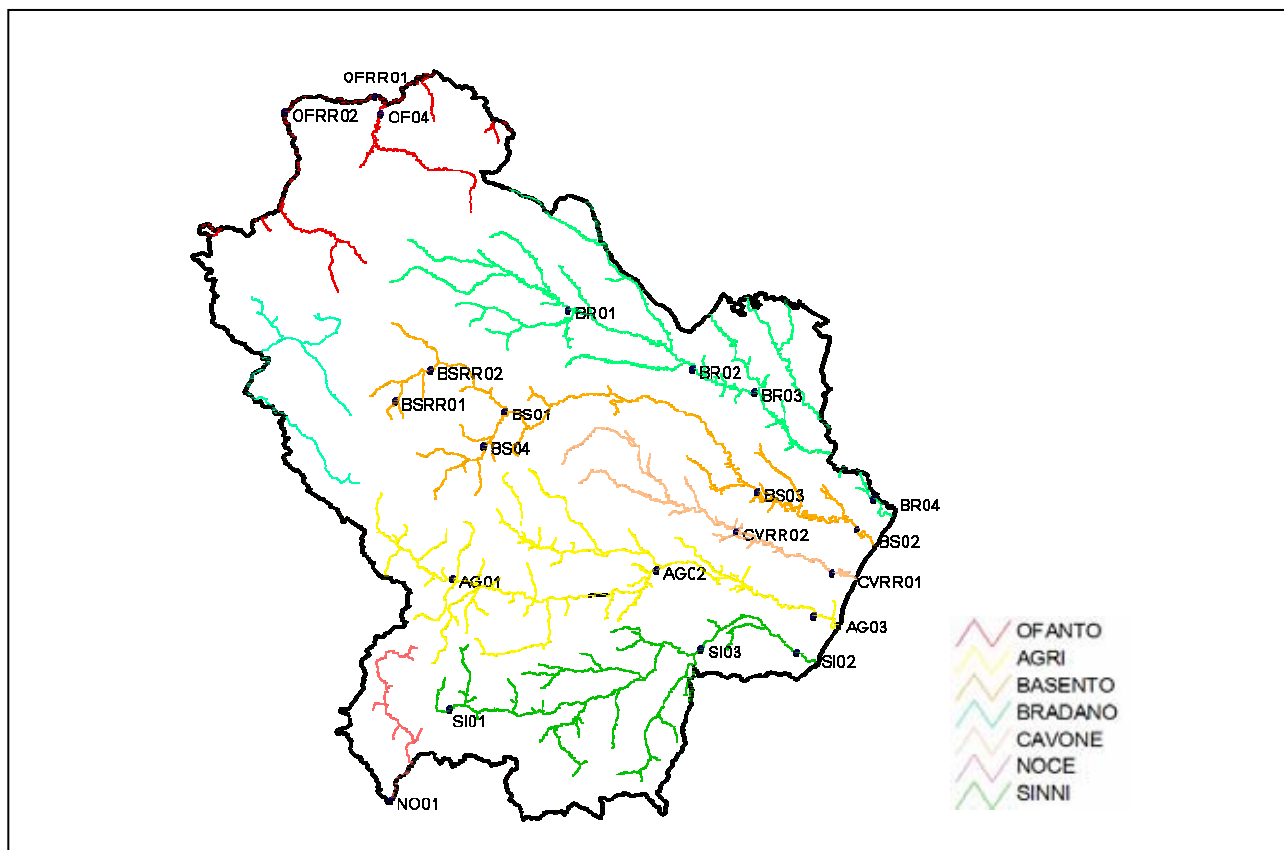 OFRR01
OFRR02
OF04
BR01
BR02
BSRR02
BR03
BSRR01
BS01
BS04
BS03
BR04
CVRR02
BS02
AG02
AG01
CVRR01
AG03
SI03
SI02
SI01
NO01
OFANTO
AGRI
BASENTO
BRADANO
CAVONE
NOCE
SINNI